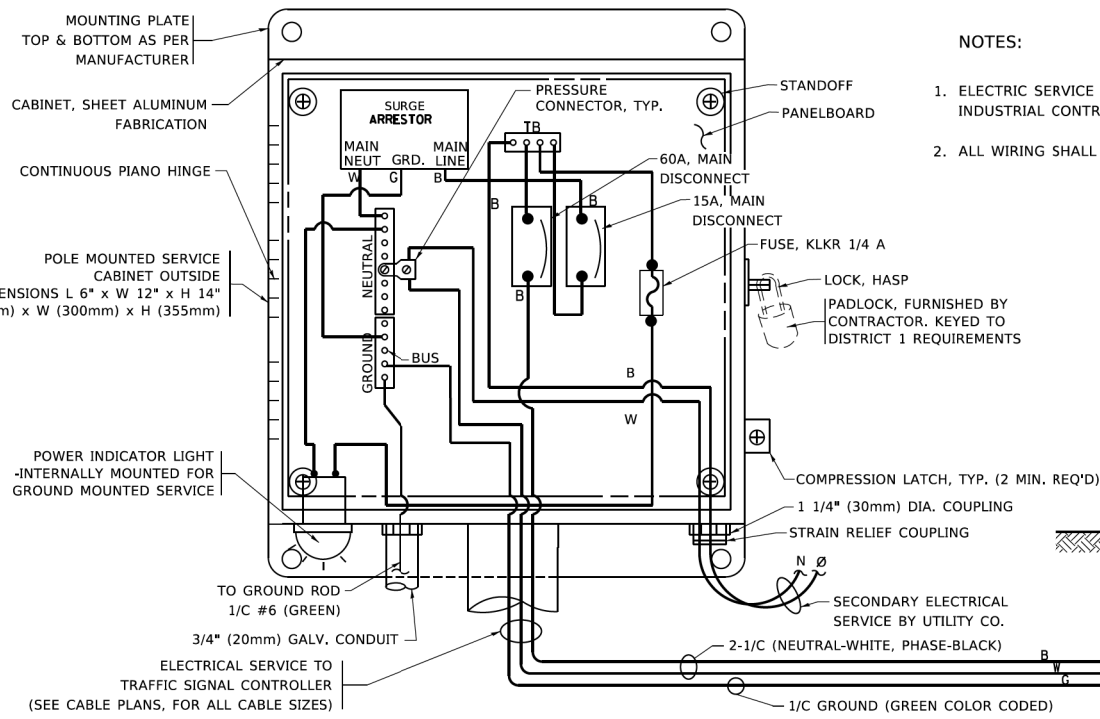 MOUNTING PLATE
TOP & BOTTOM AS PER
MANUFACTURER
CABINET, SHEET ALUMINUM
FABRICATION
CONTINUOUS PIANO HINGE
POLE MOUNTED SERVICE
CABINET OUTSIDE
ENSIONS L 6" x W 12" x H 14"
m) x W (300mm) x H (355mm)
POWER INDICATOR LIGHT
-INTERNALLY MOUNTED FOR
GROUND MOUNTED SERVICE
TO GROUND ROD
1/C #6 (GREEN)
3/4" (20mm) GALV. CONDUIT
ELECTRICAL SERVICE TO
TRAFFIC SIGNAL CONTROLLER
(SEE CABLE PLANS, FOR ALL CABLE SIZES)
SURGE
ARRESTOR
MAIN
NEUT
GRD.
MAIN
LINE
W
G
B
PRESSURE
CONNECTOR, TYP.
TB
60A, MAIN
DISCONNECT
15A, MAIN
DISCONNECT
B
B
B
NEUTRAL
GROUND
BUS
B
W
STANDOFF
PANELBOARD
FUSE, KLKR 1/4 A
LOCK, HASP
PADLOCK, FURNISHED BY
CONTRACTOR. KEYED TO
DISTRICT 1 REQUIREMENTS
COMPRESSION LATCH, TYP. (2 MIN. REQ'D)
1 1/4" (30mm) DIA. COUPLING
STRAIN RELIEF COUPLING
N Ø
SECONDARY ELECTRICAL
SERVICE BY UTILITY CO.
2-1/C (NEUTRAL-WHITE, PHASE-BLACK)
B
W
G
1/C GROUND (GREEN COLOR CODED)
NOTES:
1. ELECTRIC SERVICE
INDUSTRIAL CONTR
2. ALL WIRING SHALL